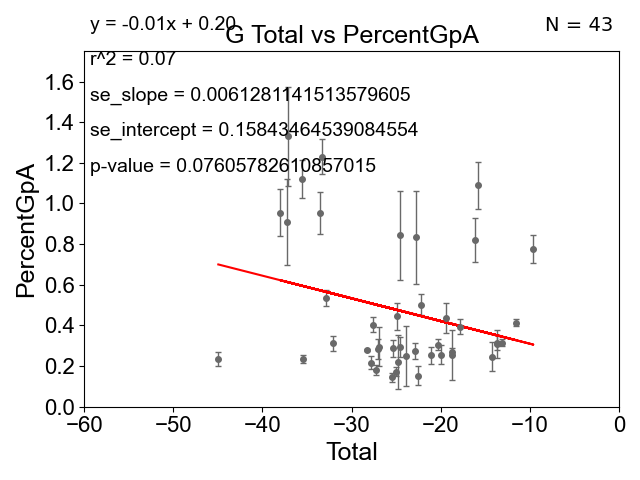 y = -0.01x + 0.20
N = 43
G Total vs PercentGpA
r^2 = 0.07
se_slope = 0.0061281141513579605
se_intercept = 0.15843464539084554
p-value = 0.07605782610857015
PercentGpA
1.6
1.4
1.2
1.0
0.8
0.6
0.4
0.2
0.0
−60 −50 −40 −30 −20 −10 0
Total